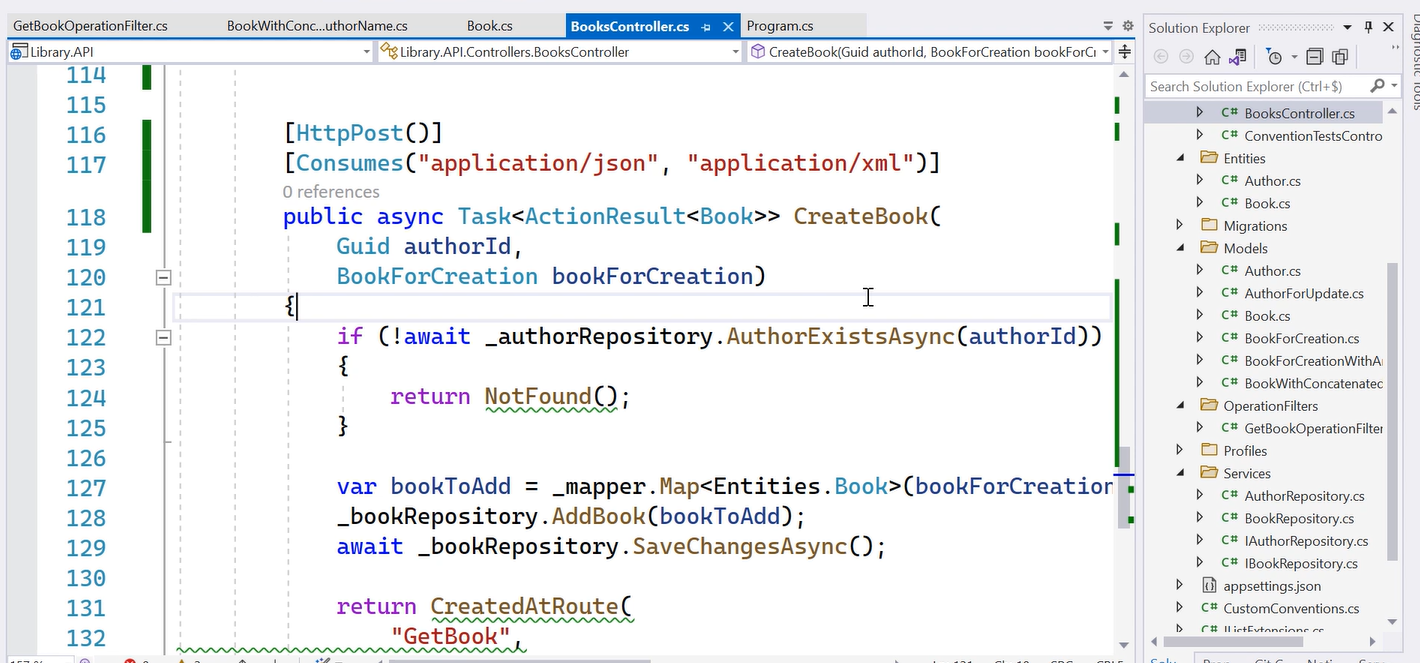 GetBookOperationFilter.cs BookWithConc...uthorName.cs Book.cs BooksController.cs Program.cs
Library.API Library.API.Controllers.BooksController CreateBook(Guid authorId, BookForCreation bookForCr
114
115
116 [HttpPost()]
117 [Consumes("application/json", "application/xml")]
0 references
118 public async Task<ActionResult<Book>> CreateBook(
119 Guid authorId,
120 BookForCreation bookForCreation)
121 {
122 if (!await _authorRepository.AuthorExistsAsync(authorId))
123 {
124 return NotFound();
125 }
126
127 var bookToAdd = _mapper.Map<Entities.Book>(bookForCreation
128 _bookRepository.AddBook(bookToAdd);
129 await _bookRepository.SaveChangesAsync();
130
131 return CreatedAtRoute(
132 "GetBook",
Solution Explorer
Search Solution Explorer (Ctrl+$)
C# BooksController.cs
C# ConventionTestsContro
Entities
C# Author.cs
C# Book.cs
Migrations
Models
C# Author.cs
C# AuthorForUpdate.cs
C# Book.cs
C# BookForCreation.cs
C# BookForCreationWithA
C# BookWithConcatenated
OperationFilters
C# GetBookOperationFilter
Profiles
Services
C# AuthorRepository.cs
C# BookRepository.cs
C# IAuthorRepository.cs
C# IBookRepository.cs
appsettings.json
C# CustomConventions.cs
C# IListExtensions.cs
Diagnostic Tools